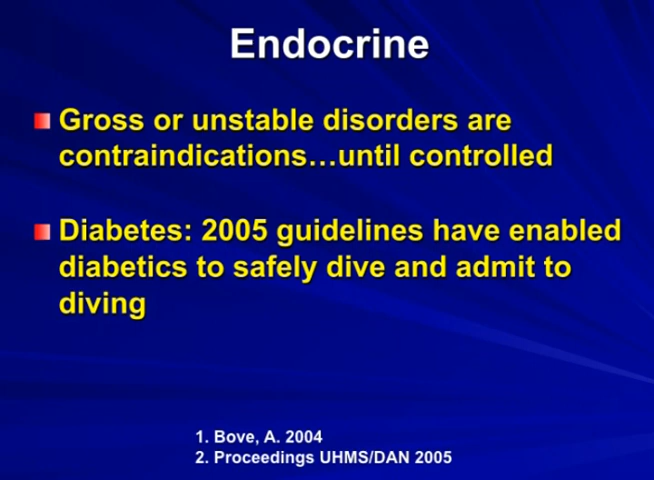 Endocrine
Gross or unstable disorders are
contraindications…until controlled
Diabetes: 2005 guidelines have enabled
diabetics to safely dive and admit to
diving
1. Bove, A. 2004
2. Proceedings UHMS/DAN 2005